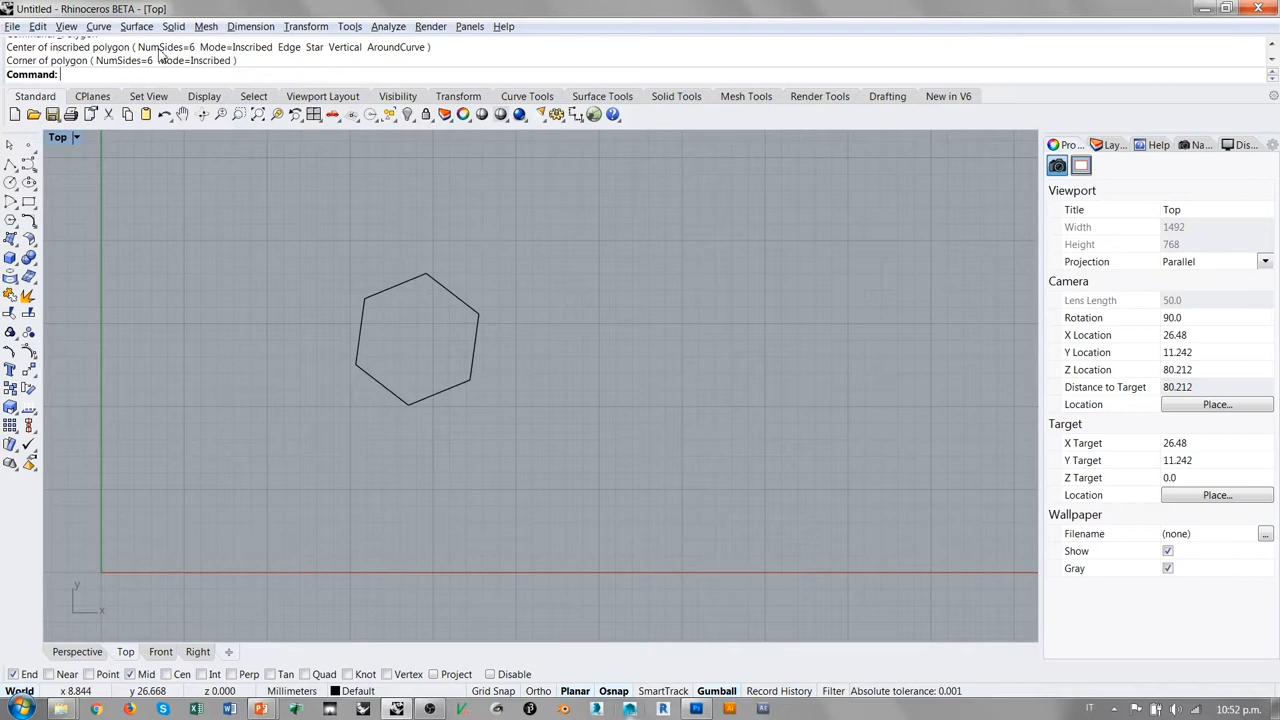 Untitled - Rhinoceros BETA - [Top]
File Edit View Curve Surface Solid Mesh Dimension Transform Tools Analyze Render Panels Help
Center of inscribed polygon ( NumSides=6 Mode=Inscribed Edge Star Vertical AroundCurve )
Corner of polygon ( NumSides=6 Mode=Inscribed )
Command:
Standard CPlanes Set View Display Select Viewport Layout Visibility Transform Curve Tools Surface Tools Solid Tools Mesh Tools Render Tools Drafting New in V6
Top
Pro... Lay... Help Na... Dis...
Viewport
Title Top
Width 1492
Height 768
Projection Parallel
Camera
Lens Length 50.0
Rotation 90.0
X Location 26.48
Y Location 11.242
Z Location 80.212
Distance to Target 80.212
Location Place...
Target
X Target 26.48
Y Target 11.242
Z Target 0.0
Location Place...
Wallpaper
Filename (none) ...
Show
Gray
y
x
Perspective Top Front Right
End Near Point Mid Cen Int Perp Tan Quad Knot Vertex Project Disable
World x 8.844 y 26.668 z 0.000 Millimeters Default Grid Snap Ortho Planar Osnap SmartTrack Gumball Record History Filter Absolute tolerance: 0.001
IT 10:52 p.m.